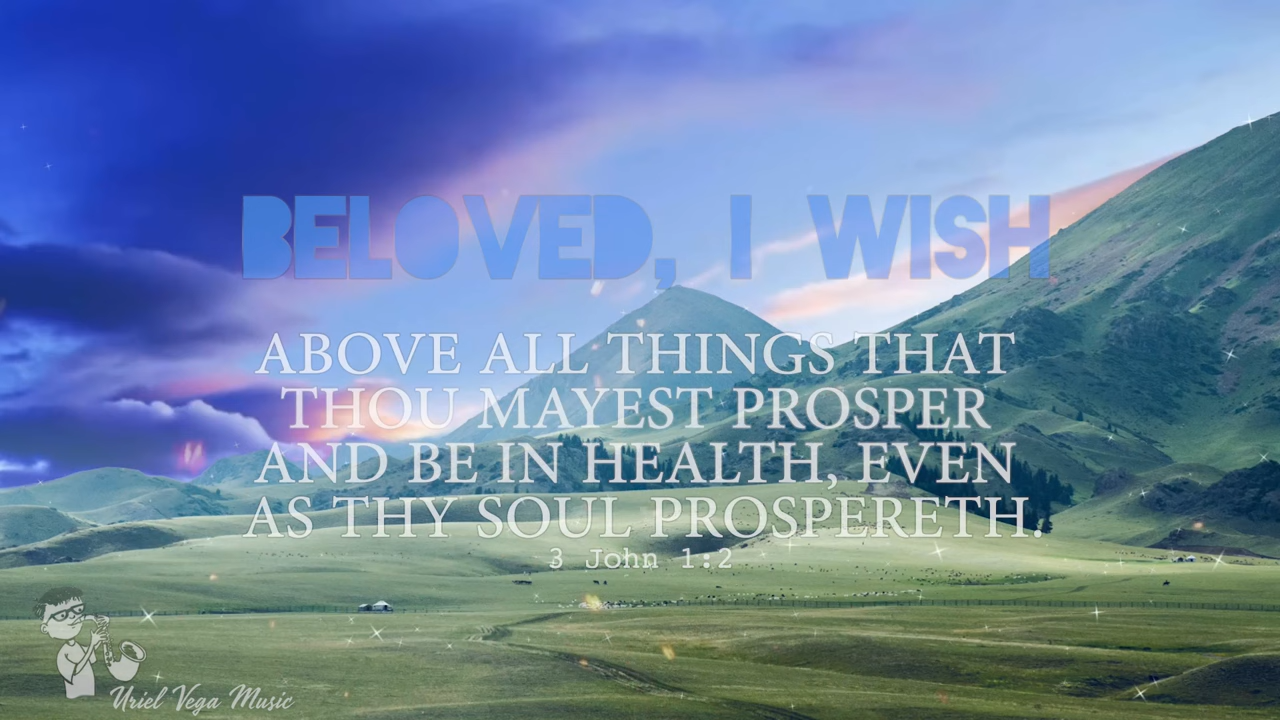 BELOVED, I WISH
ABOVE ALL THINGS THAT
THOU MAYEST PROSPER
AND BE IN HEALTH, EVEN
AS THY SOUL PROSPERETH.
3 John 1:2
Uriel Vega Music